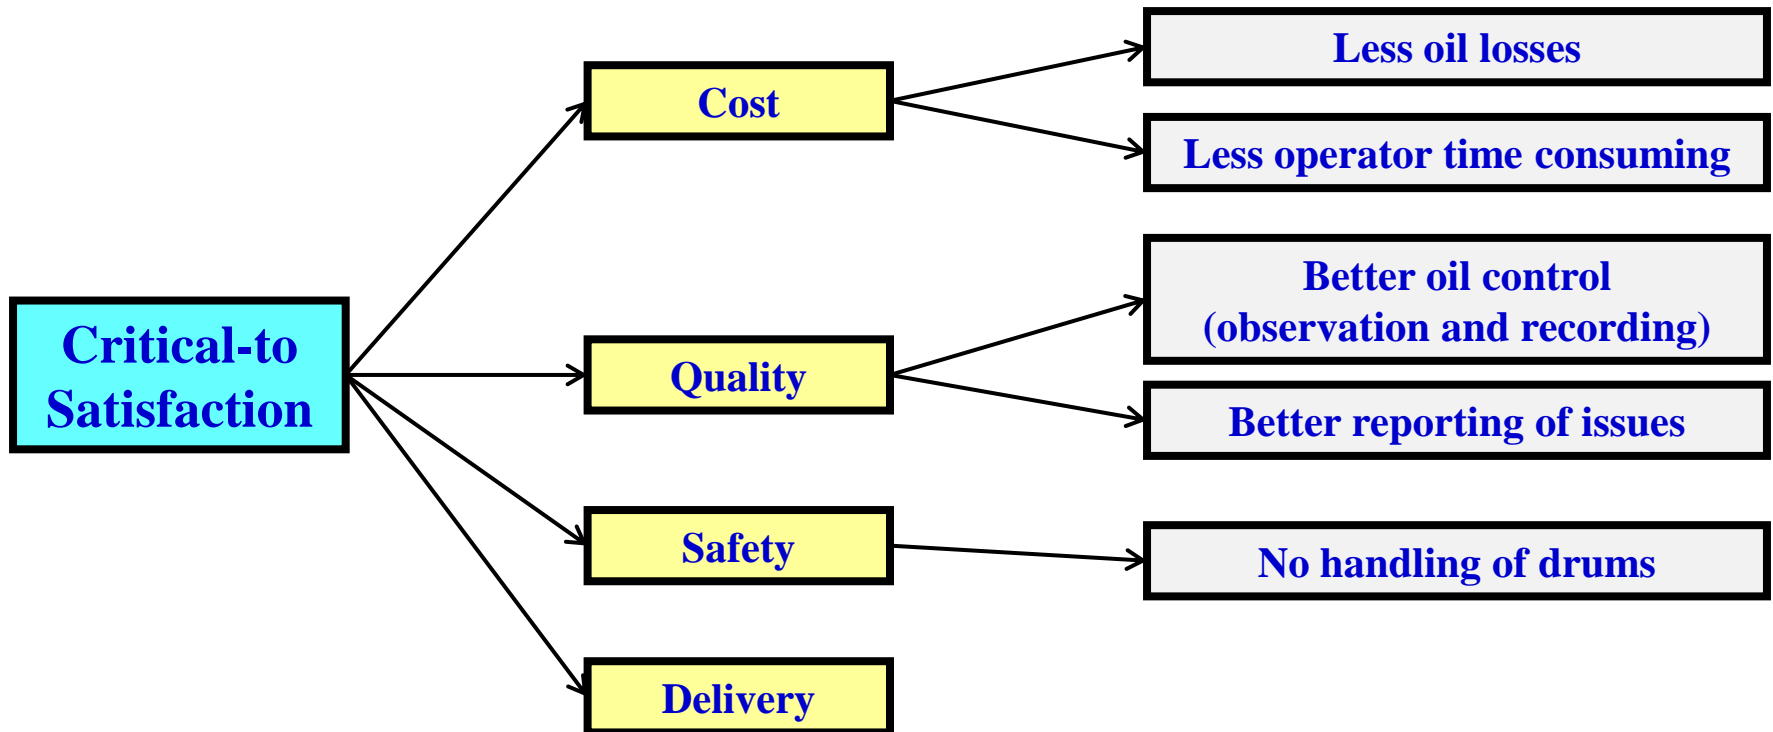 Critical-to
Satisfaction
Cost
Less oil losses
Less operator time consuming
Quality
Better oil control
(observation and recording)
Better reporting of issues
Safety
No handling of drums
Delivery